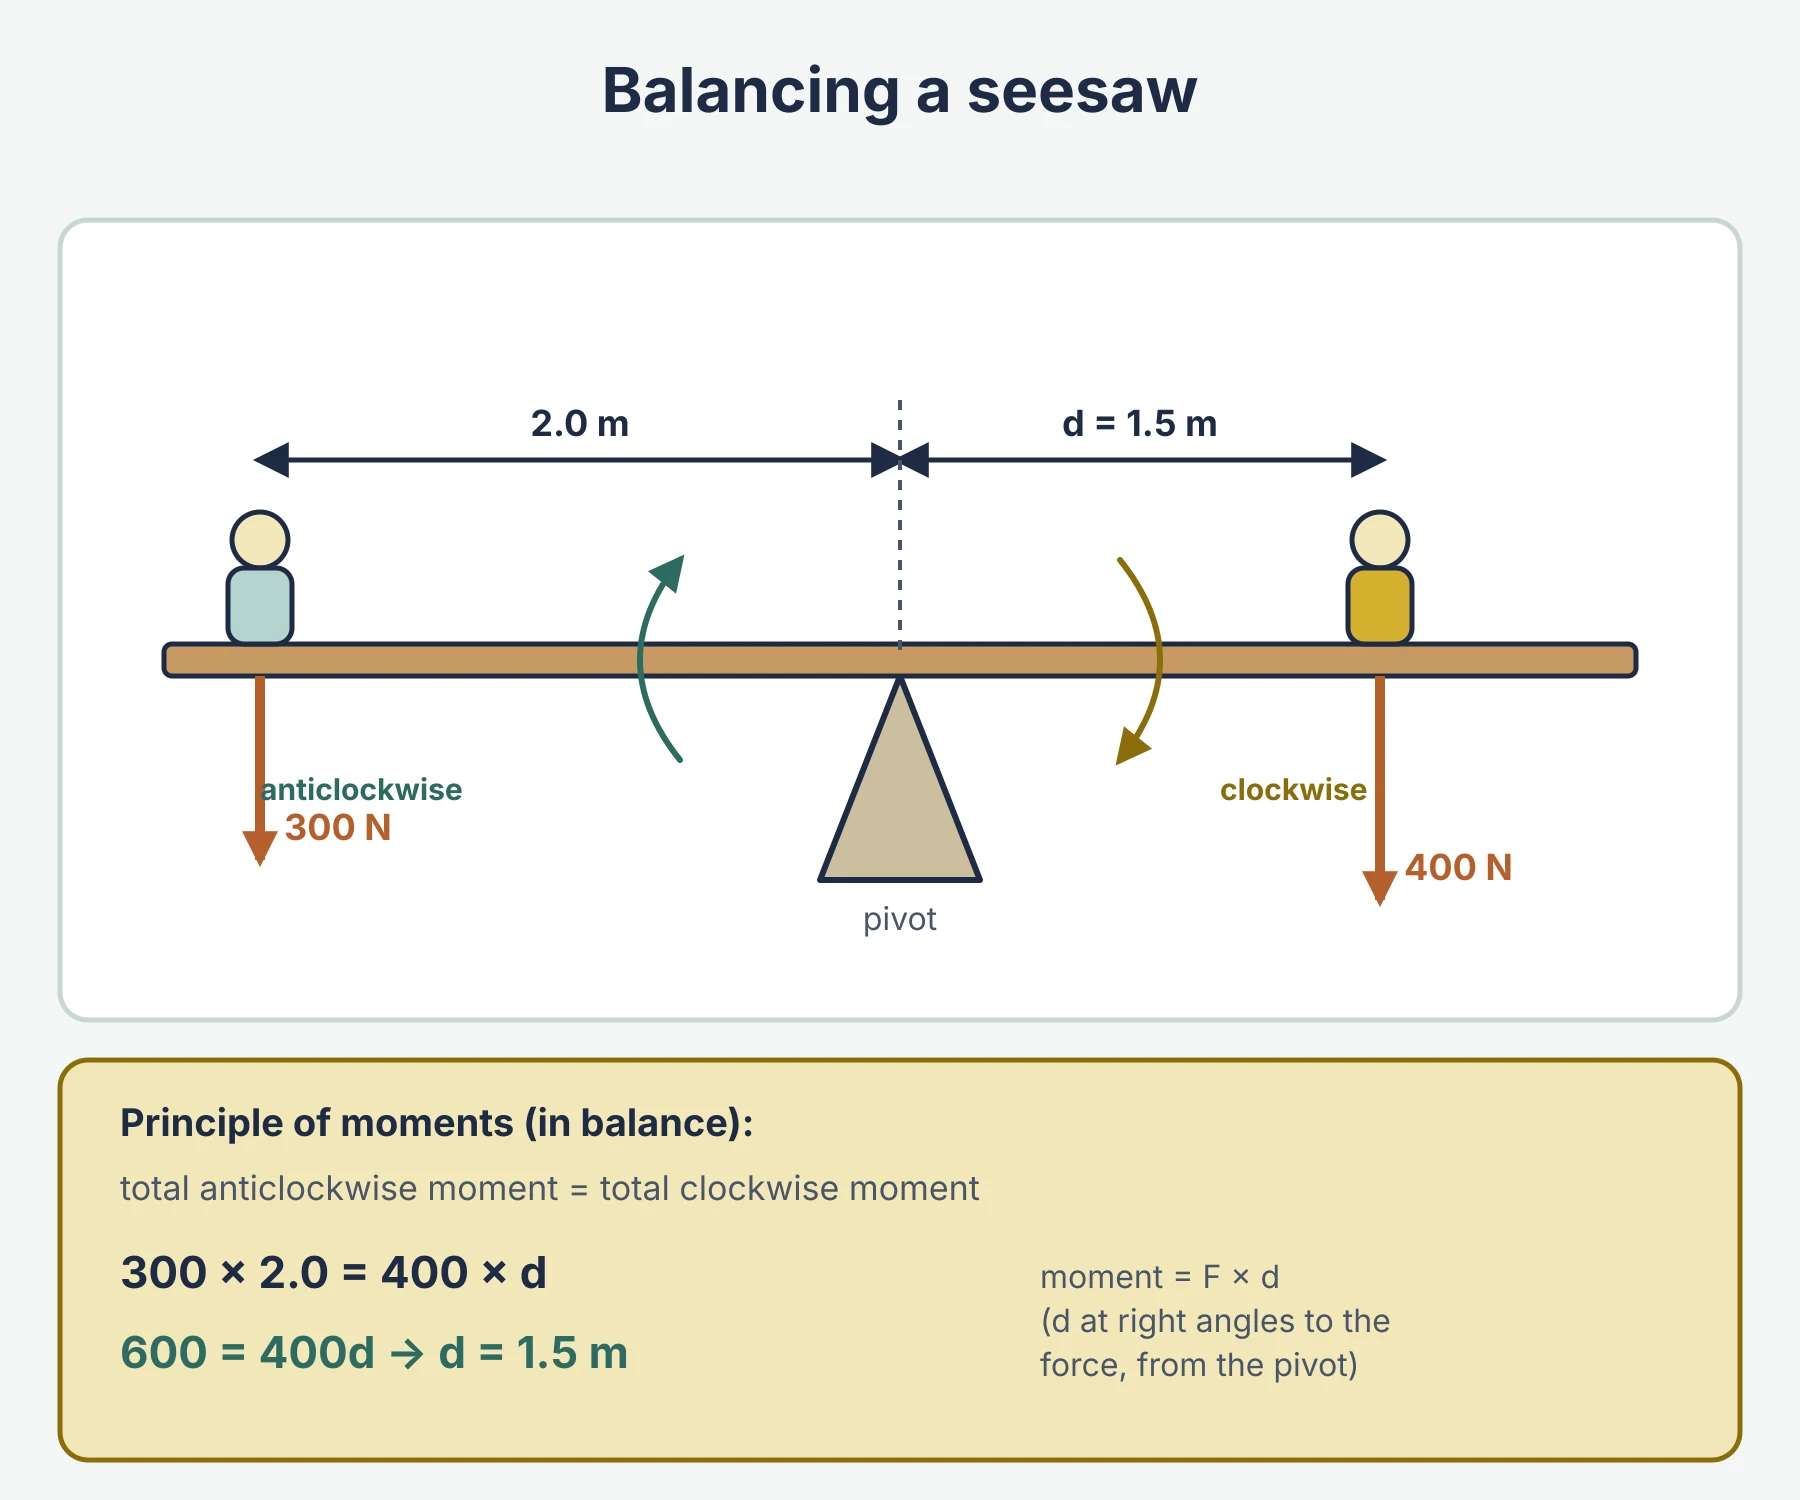 Balancing a seesaw
2.0 m
d = 1.5 m
anticlockwise
300 N
clockwise
400 N
pivot
Principle of moments (in balance):
total anticlockwise moment = total clockwise moment
300 × 2.0 = 400 × d
600 = 400d → d = 1.5 m
moment = F × d
(d at right angles to the
force, from the pivot)